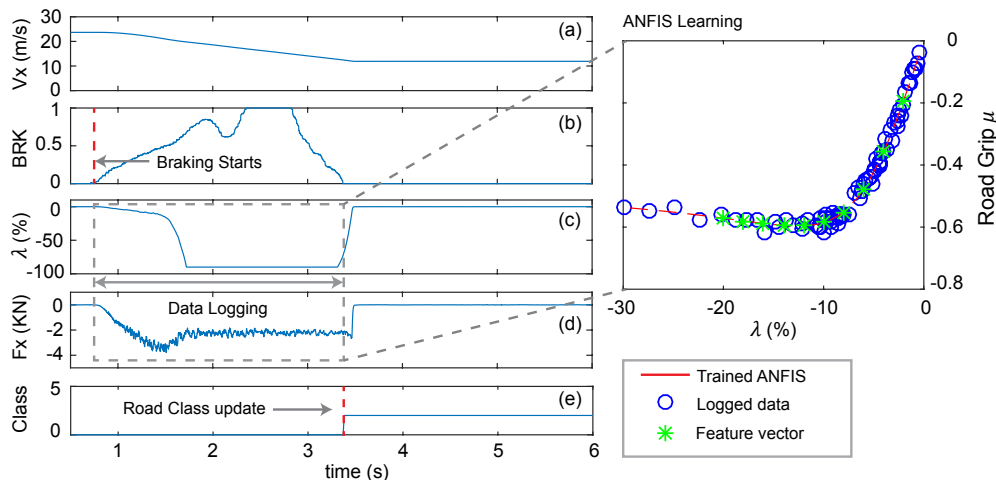 ANFIS Learning
30
20
10
0
Vx (m/s)
(a)
1
0.5
0
BRK
(b)
Braking Starts
0
-50
-100
λ (%)
(c)
0
-2
-4
Fx (KN)
Data Logging
(d)
5
0
Class
Road Class update
(e)
1 2 3 4 5 6
time (s)
0
-0.2
-0.4
-0.6
-0.8
Road Grip μ
-30 -20 -10 0
λ (%)
Trained ANFIS
Logged data
Feature vector